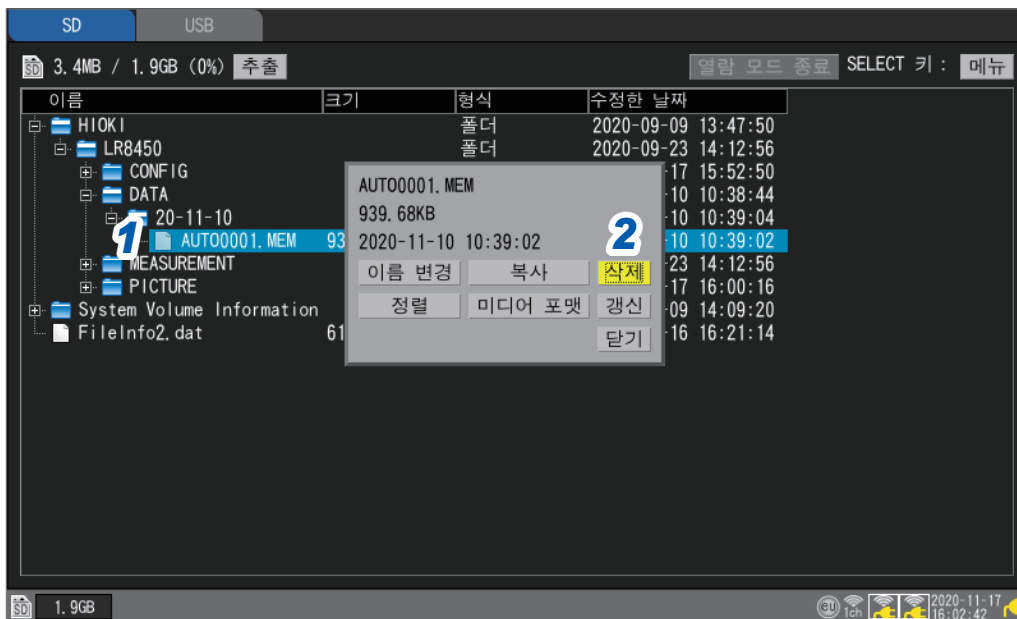 SD USB
3.4MB / 1.9GB (0%) 추출 열람 모드 종료 SELECT 키 : 메뉴
이름 크기 형식 수정한 날짜
HIOKI 폴더 2020-09-09 13:47:50
LR8450 폴더 2020-09-23 14:12:56
CONFIG 17 15:52:50
DATA 10 10:38:44
20-11-10 10 10:39:04
AUTO0001.MEM 93 10 10:39:02
MEASUREMENT 23 14:12:56
PICTURE 17 16:00:16
System Volume Information 09 14:09:20
FileInfo2.dat 61 16 16:21:14
AUTO0001.MEM
939.68KB
2020-11-10 10:39:02
이름 변경 복사 삭제
정렬 미디어 포맷 갱신
닫기
1
2
SD 1.9GB eu 1ch 2020-11-17
16:02:42